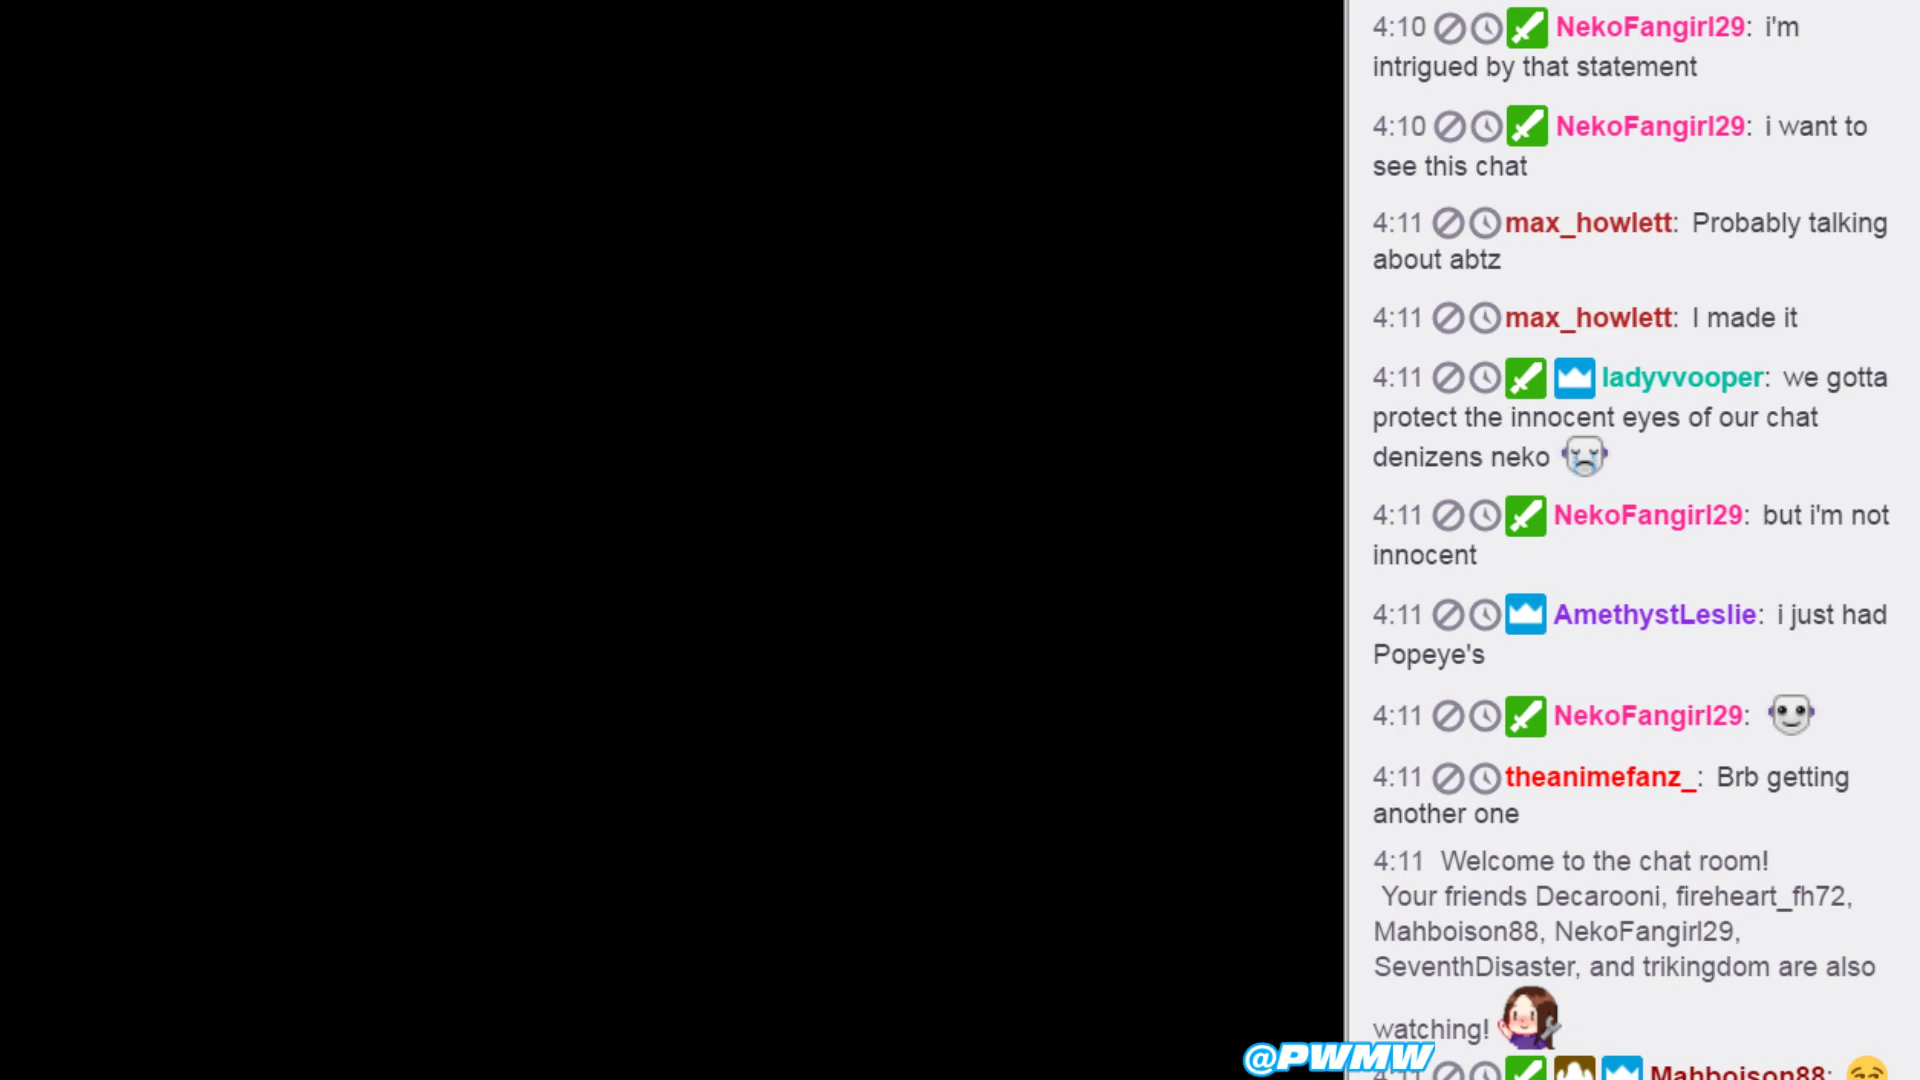 4:10 NekoFangirl29: i'm
intrigued by that statement
4:10 NekoFangirl29: i want to
see this chat
4:11 max_howlett: Probably talking
about abtz
4:11 max_howlett: I made it
4:11 ladyvvooper: we gotta
protect the innocent eyes of our chat
denizens neko
4:11 NekoFangirl29: but i'm not
innocent
4:11 AmethystLeslie: i just had
Popeye's
4:11 NekoFangirl29:
4:11 theanimefanz_: Brb getting
another one
4:11 Welcome to the chat room!
Your friends Decarooni, fireheart_fh72,
Mahboison88, NekoFangirl29,
SeventhDisaster, and trikingdom are also
watching!
@PWMW
4:11 Mahboison88: